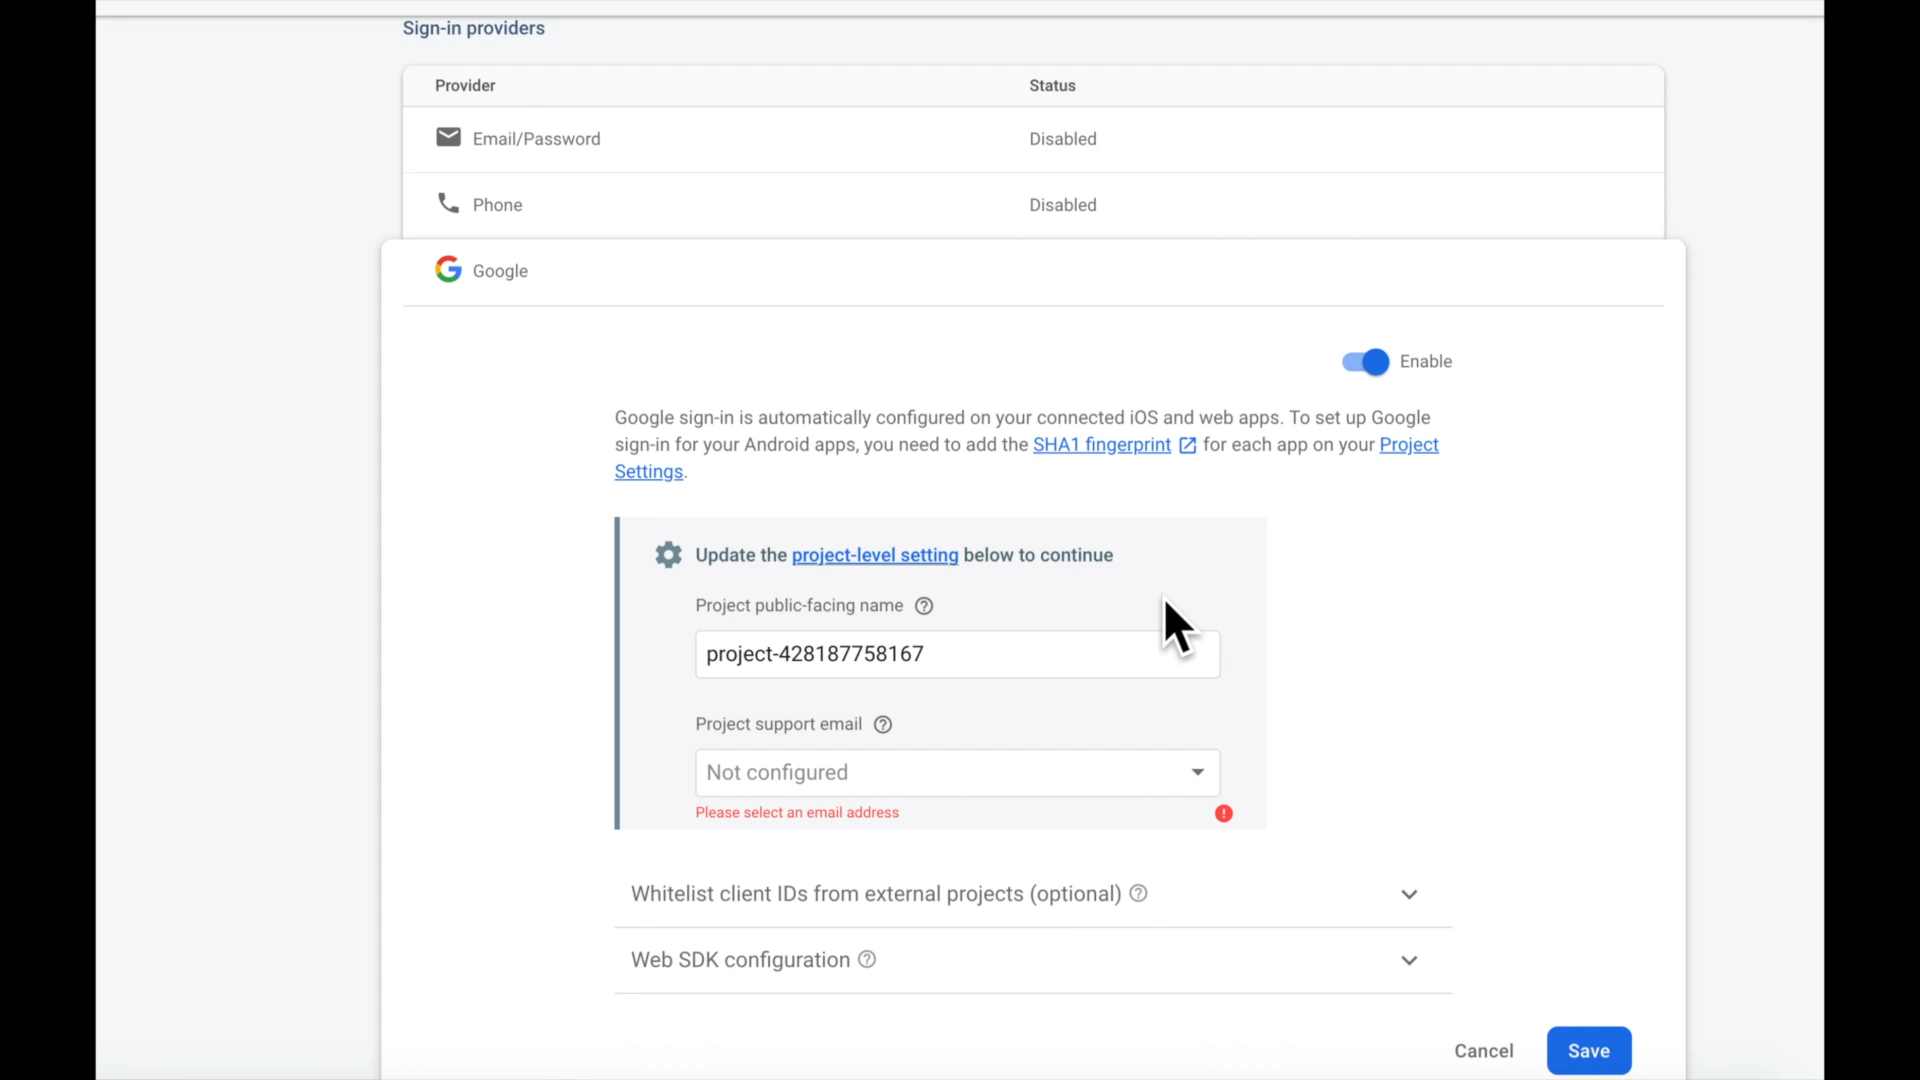 Sign-in providers
Provider
Status
Email/Password
Disabled
Phone
Disabled
Google
Enable
Google sign-in is automatically configured on your connected iOS and web apps. To set up Google
sign-in for your Android apps, you need to add the SHA1 fingerprint for each app on your Project
Settings.
Update the project-level setting below to continue
Project public-facing name
project-428187758167
Project support email
Not configured
Please select an email address
Whitelist client IDs from external projects (optional)
Web SDK configuration
Cancel
Save